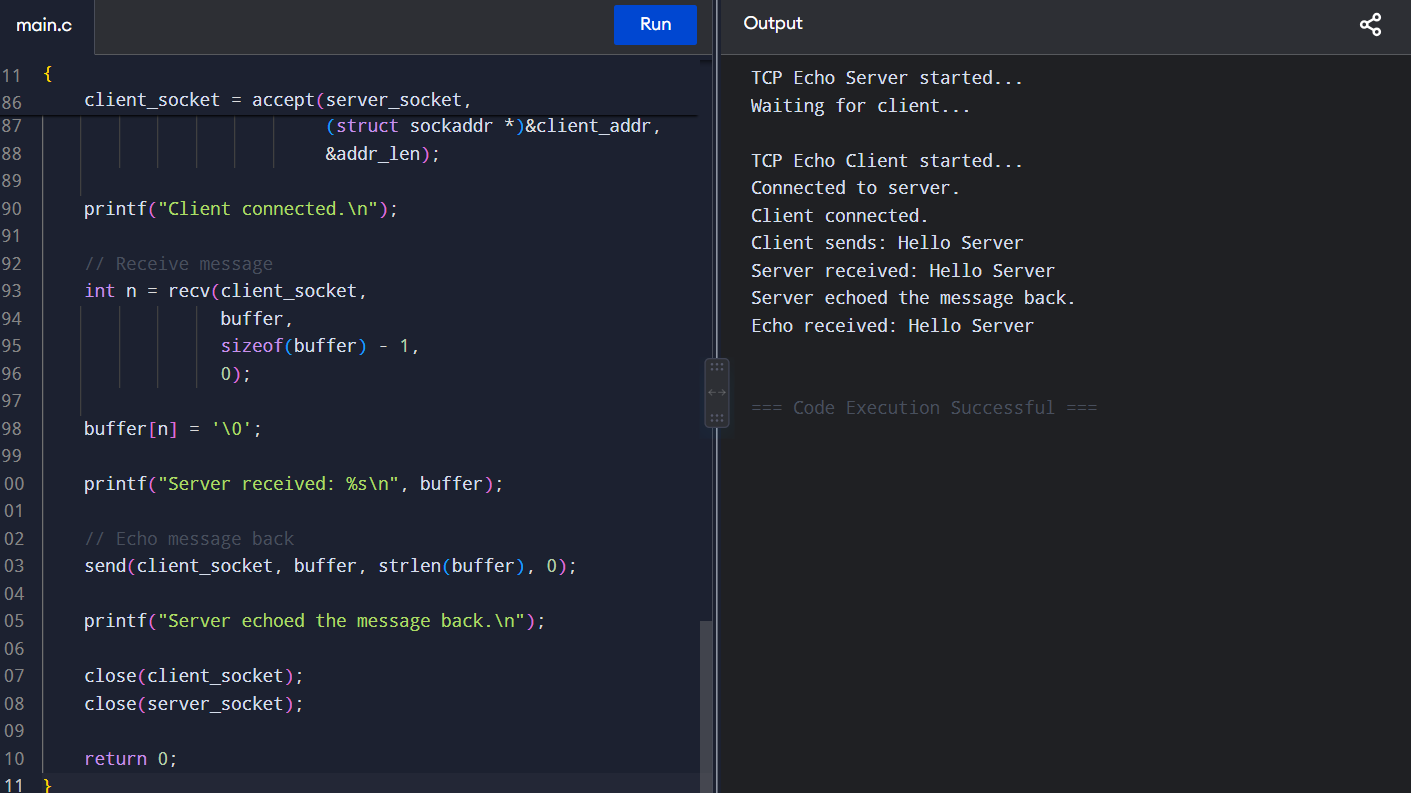 main.c
Run
11 {
86 client_socket = accept(server_socket,
87 (struct sockaddr *)&client_addr,
88 &addr_len);
89
90 printf("Client connected.\n");
91
92 // Receive message
93 int n = recv(client_socket,
94 buffer,
95 sizeof(buffer) - 1,
96 0);
97
98 buffer[n] = '\0';
99
00 printf("Server received: %s\n", buffer);
01
02 // Echo message back
03 send(client_socket, buffer, strlen(buffer), 0);
04
05 printf("Server echoed the message back.\n");
06
07 close(client_socket);
08 close(server_socket);
09
10 return 0;
11 }
Output
TCP Echo Server started...
Waiting for client...
TCP Echo Client started...
Connected to server.
Client connected.
Client sends: Hello Server
Server received: Hello Server
Server echoed the message back.
Echo received: Hello Server
=== Code Execution Successful ===